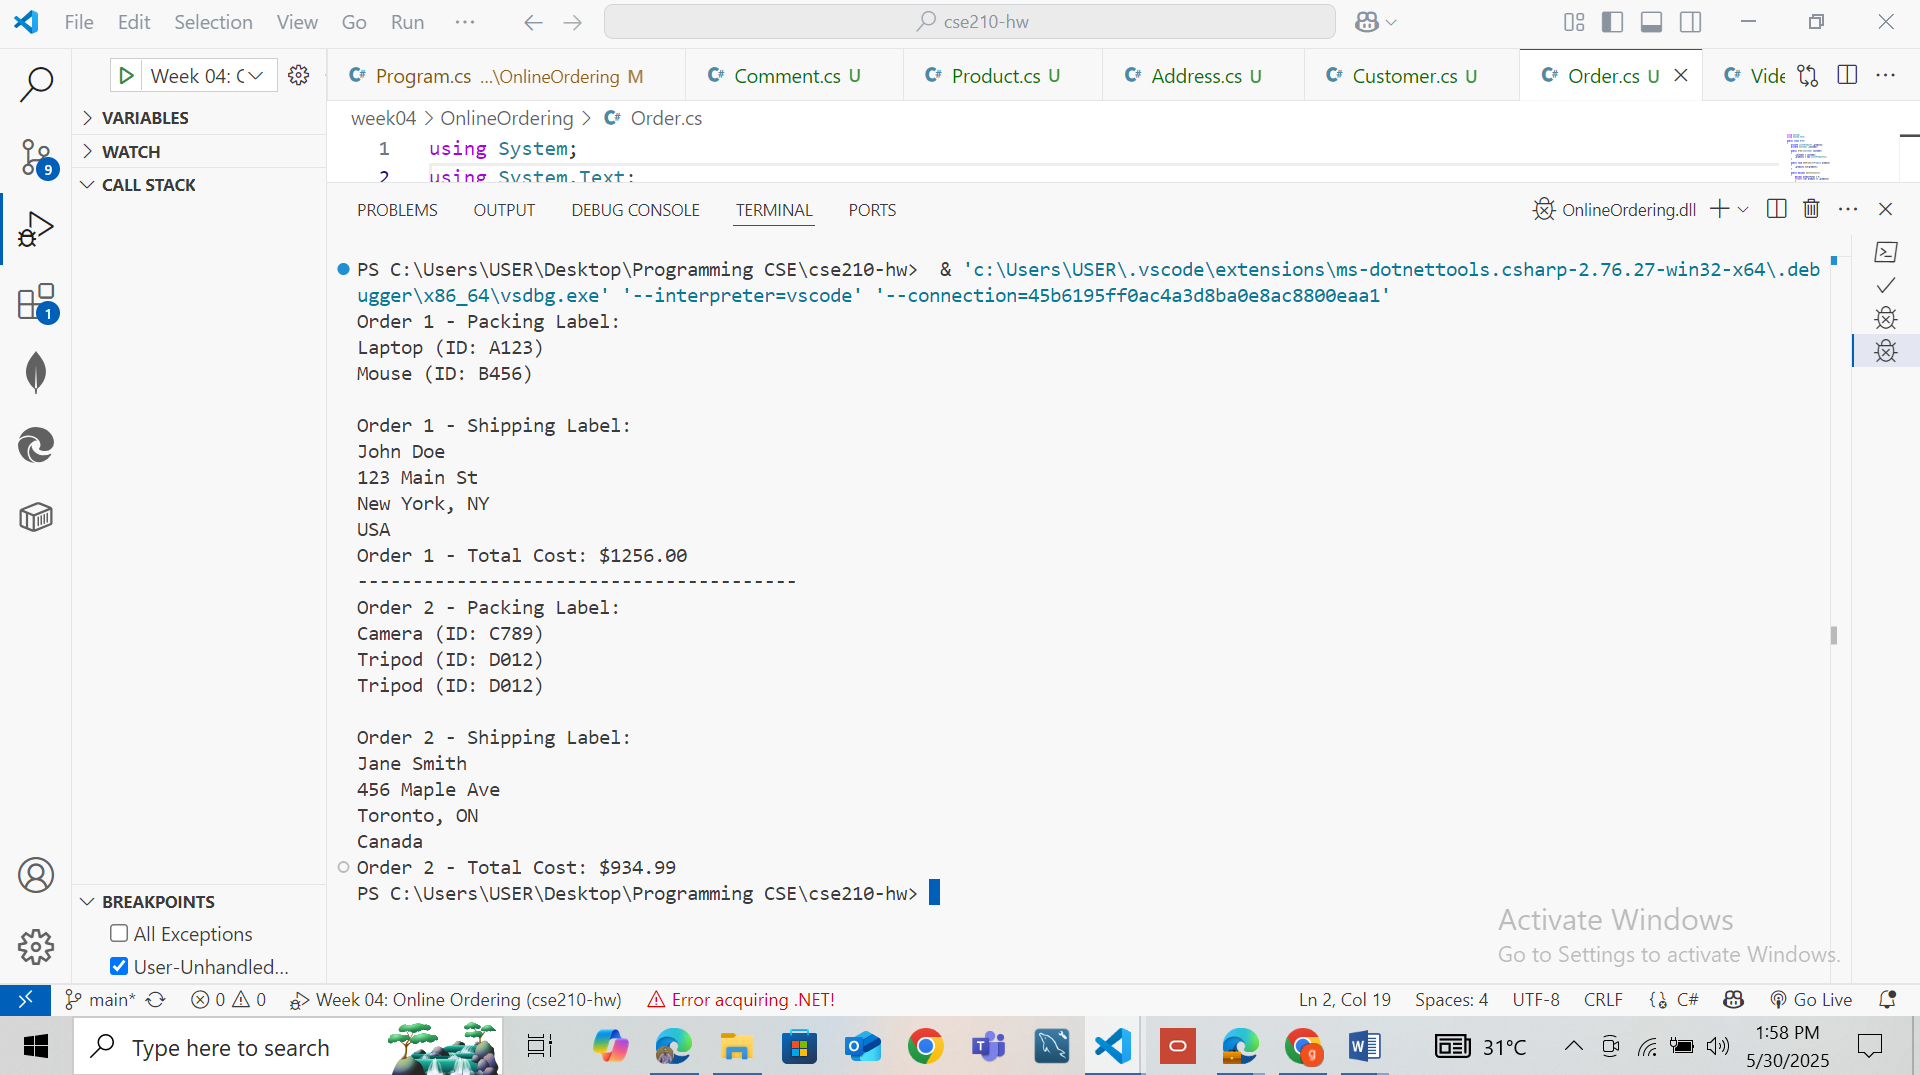 File Edit Selection View Go Run ··· cse210-hw
Week 04: C
Program.cs ...\OnlineOrdering M Comment.cs U Product.cs U Address.cs U Customer.cs U Order.cs U Vide
VARIABLES
WATCH
CALL STACK
week04 > OnlineOrdering > Order.cs
1 using System;
2 using System.Text;
PROBLEMS OUTPUT DEBUG CONSOLE TERMINAL PORTS OnlineOrdering.dll
PS C:\Users\USER\Desktop\Programming CSE\cse210-hw> & 'c:\Users\USER\.vscode\extensions\ms-dotnettools.csharp-2.76.27-win32-x64\.deb
ugger\x86_64\vsdbg.exe' '--interpreter=vscode' '--connection=45b6195ff0ac4a3d8ba0e8ac8800eaa1'
Order 1 - Packing Label:
Laptop (ID: A123)
Mouse (ID: B456)
Order 1 - Shipping Label:
John Doe
123 Main St
New York, NY
USA
Order 1 - Total Cost: $1256.00
----------------------------------------
Order 2 - Packing Label:
Camera (ID: C789)
Tripod (ID: D012)
Tripod (ID: D012)
Order 2 - Shipping Label:
Jane Smith
456 Maple Ave
Toronto, ON
Canada
Order 2 - Total Cost: $934.99
PS C:\Users\USER\Desktop\Programming CSE\cse210-hw>
9
1
BREAKPOINTS
All Exceptions
User-Unhandled...
Activate Windows
Go to Settings to activate Windows.
main* 0 0 Week 04: Online Ordering (cse210-hw) Error acquiring .NET! Ln 2, Col 19 Spaces: 4 UTF-8 CRLF C# Go Live
Type here to search 31°C 1:58 PM
5/30/2025